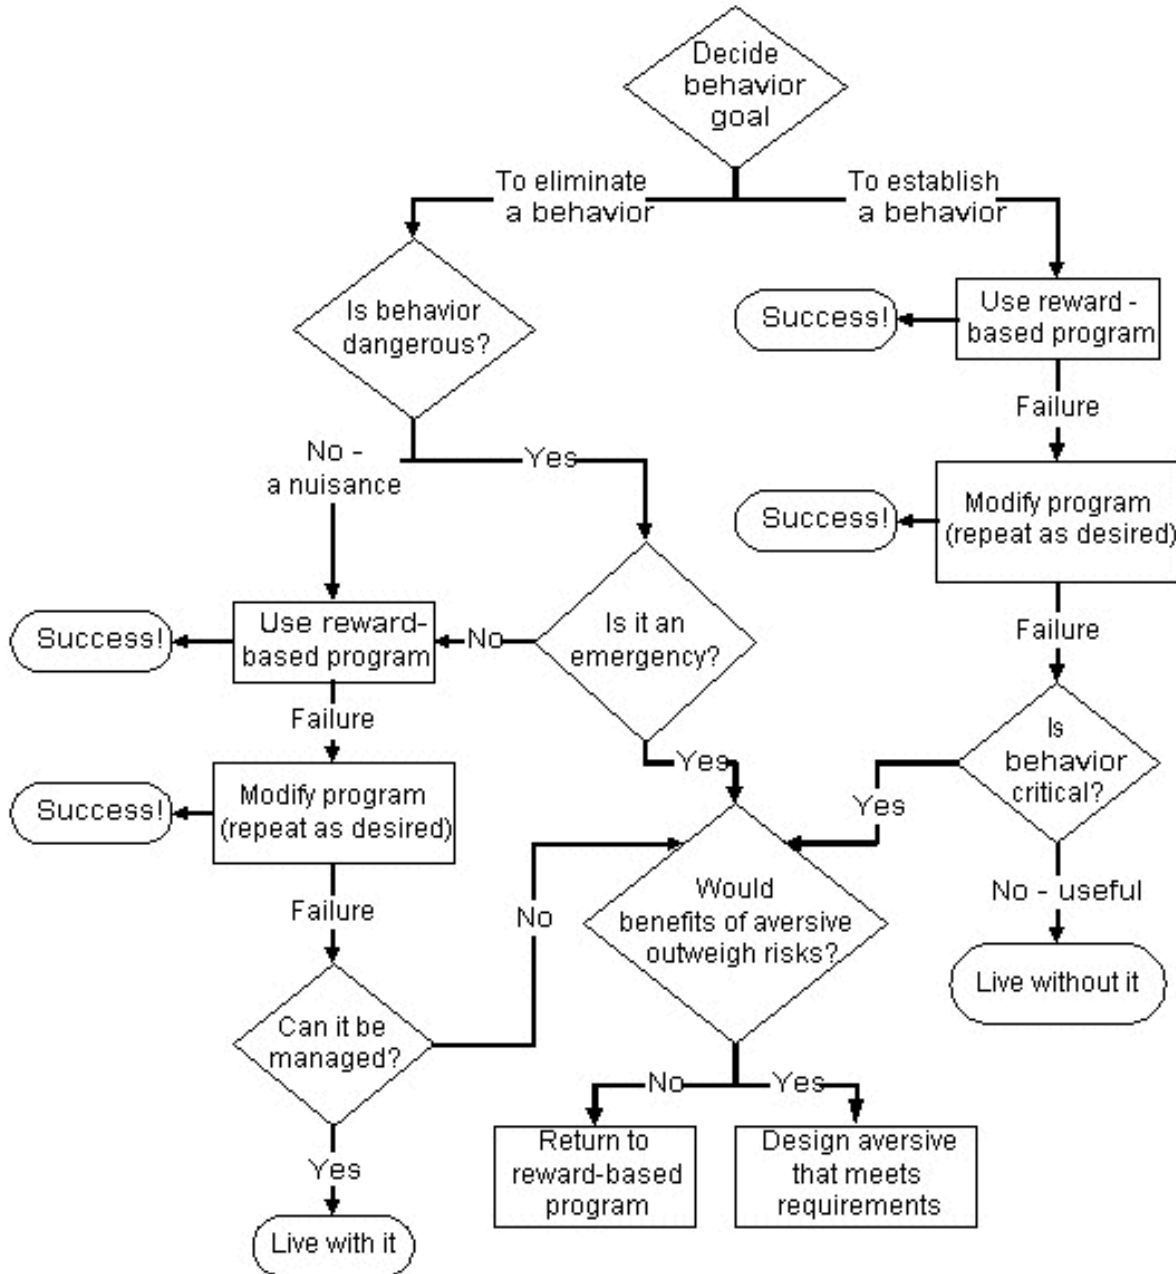 Decide
behavior
goal
To eliminate
a behavior
To establish
a behavior
Is behavior
dangerous?
Success!
Use reward -
based program
Failure
No -
a nuisance
Yes
Success!
Modify program
(repeat as desired)
Success!
Use reward-
based program
No
Is it an
emergency?
Failure
Failure
Yes
Is
behavior
critical?
Success!
Modify program
(repeat as desired)
Yes
Failure
No
Would
benefits of aversive
outweigh risks?
No - useful
Live without it
Can it be
managed?
No
Yes
Yes
Return to
reward-based
program
Design aversive
that meets
requirements
Live with it